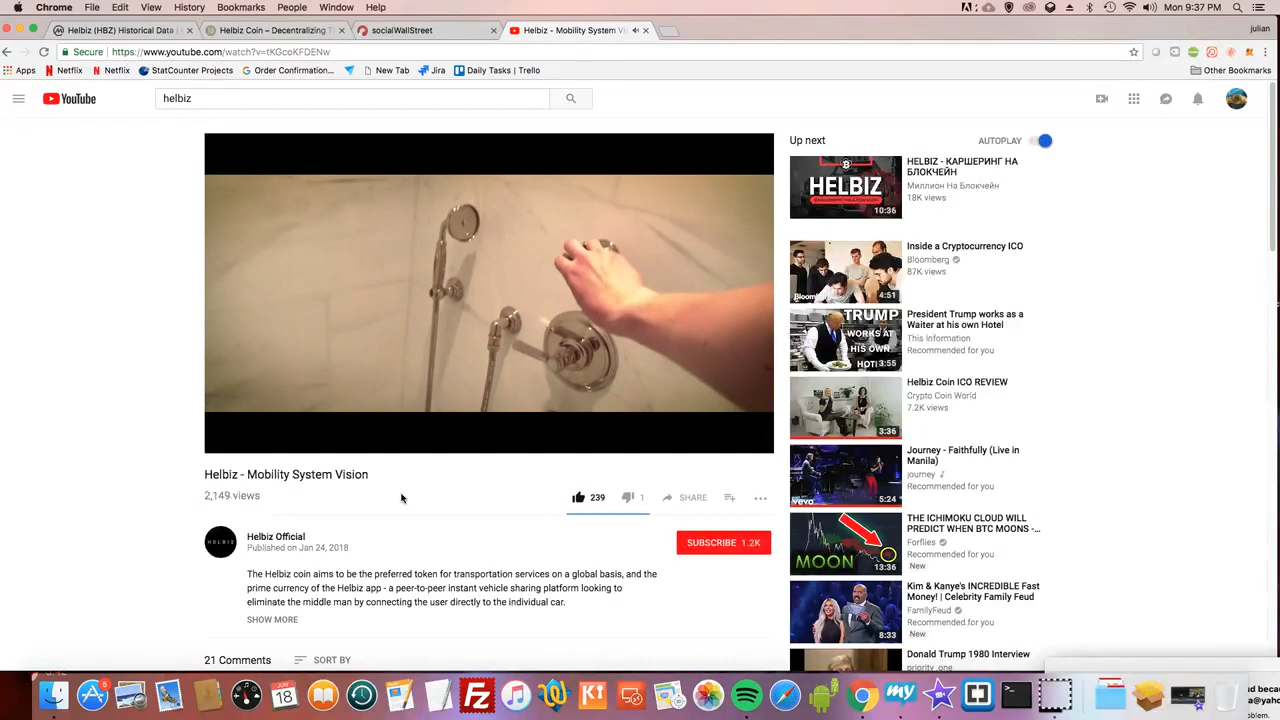 Chrome File Edit View History Bookmarks People Window Help
Mon 9:37 PM
Helbiz (HBZ) Historical Data |
Helbiz Coin – Decentralizing T
socialWallStreet
Helbiz - Mobility System Vi
julian
Secure https://www.youtube.com/watch?v=tKGcoKFDENw
Apps Netflix Netflix StatCounter Projects Order Confirmation... New Tab Jira Daily Tasks | Trello Other Bookmarks
YouTube
helbiz
Up next
AUTOPLAY
HELBIZ
10:36
HELBIZ - КАРШЕРИНГ НА
БЛОКЧЕЙН
Миллион На Блокчейн
18K views
Bloomberg
4:51
Inside a Cryptocurrency ICO
Bloomberg
87K views
TRUMP
WORKS AT
HIS OWN
HOT
3:55
President Trump works as a
Waiter at his own Hotel
This Information
Recommended for you
3:36
Helbiz Coin ICO REVIEW
Crypto Coin World
7.2K views
vevo
5:24
Journey - Faithfully (Live in
Manila)
journey
Recommended for you
MOON
13:36
THE ICHIMOKU CLOUD WILL
PREDICT WHEN BTC MOONS -...
Forflies
Recommended for you
New
8:33
Kim & Kanye's INCREDIBLE Fast
Money! | Celebrity Family Feud
FamilyFeud
Recommended for you
New
Donald Trump 1980 Interview
priority .one
Helbiz - Mobility System Vision
2,149 views
239 1 SHARE
HELBIZ
Helbiz Official
Published on Jan 24, 2018
SUBSCRIBE 1.2K
The Helbiz coin aims to be the preferred token for transportation services on a global basis, and the
prime currency of the Helbiz app - a peer-to-peer instant vehicle sharing platform looking to
eliminate the middle man by connecting the user directly to the individual car.
SHOW MORE
21 Comments SORT BY
5
JUN
18
Fz
my